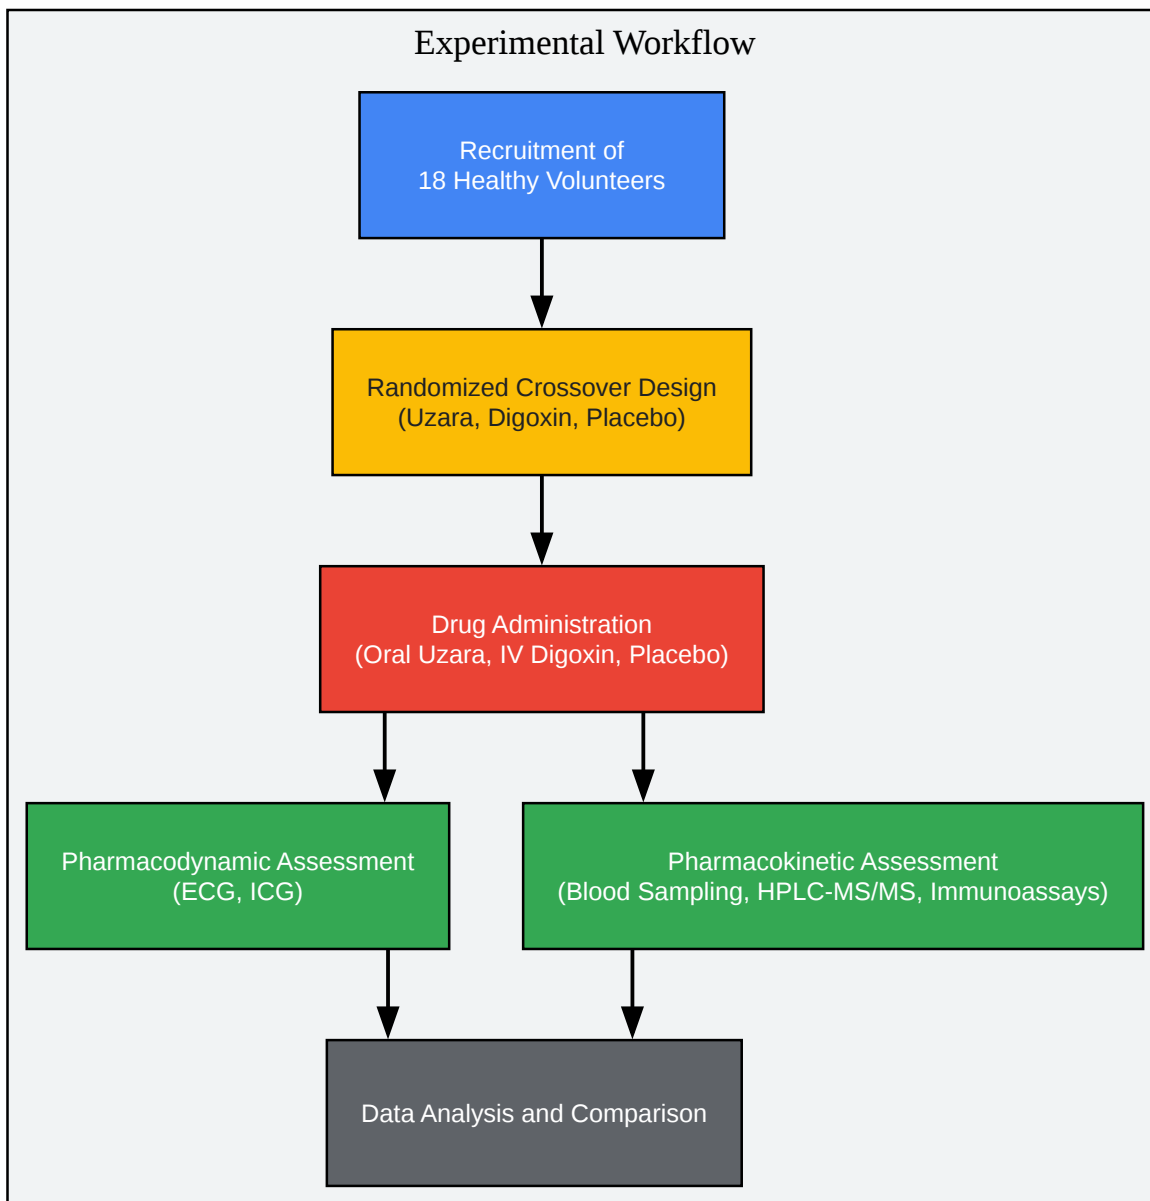 Experimental Workflow
Recruitment of
18 Healthy Volunteers
Randomized Crossover Design
(Uzara, Digoxin, Placebo)
Drug Administration
(Oral Uzara, IV Digoxin, Placebo)
Pharmacodynamic Assessment
(ECG, ICG)
Pharmacokinetic Assessment
(Blood Sampling, HPLC-MS/MS, Immunoassays)
Data Analysis and Comparison